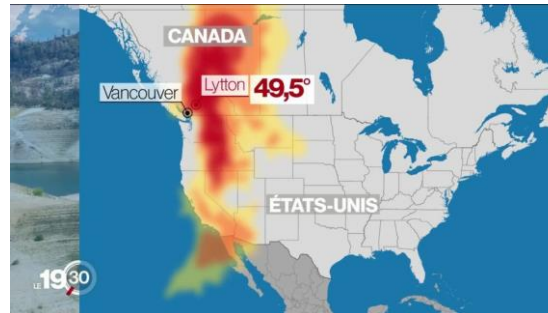 CANADA
Lytton 49,5°
Vancouver
ÉTATS-UNIS
LE 19 30